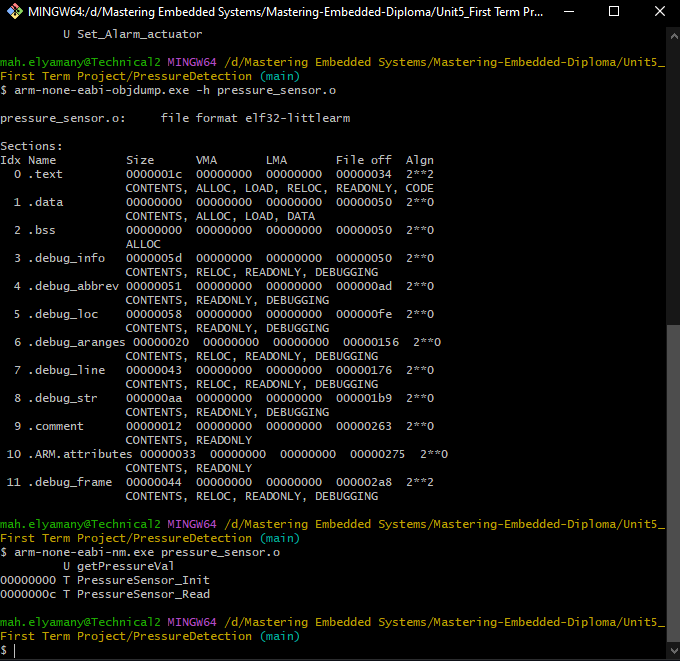 MINGW64:/d/Mastering Embedded Systems/Mastering-Embedded-Diploma/Unit5_First Term Pr...
U Set_Alarm_actuator
mah.elyamany@Technical2 MINGW64 /d/Mastering Embedded Systems/Mastering-Embedded-Diploma/Unit5_
First Term Project/PressureDetection (main)
$ arm-none-eabi-objdump.exe -h pressure_sensor.o
pressure_sensor.o:     file format elf32-littlearm
Sections:
Idx Name          Size      VMA       LMA       File off  Algn
  0 .text         0000001c  00000000  00000000  00000034  2**2
                  CONTENTS, ALLOC, LOAD, RELOC, READONLY, CODE
  1 .data         00000000  00000000  00000000  00000050  2**0
                  CONTENTS, ALLOC, LOAD, DATA
  2 .bss          00000000  00000000  00000000  00000050  2**0
                  ALLOC
  3 .debug_info   0000005d  00000000  00000000  00000050  2**0
                  CONTENTS, RELOC, READONLY, DEBUGGING
  4 .debug_abbrev 00000051  00000000  00000000  000000ad  2**0
                  CONTENTS, READONLY, DEBUGGING
  5 .debug_loc    00000058  00000000  00000000  000000fe  2**0
                  CONTENTS, READONLY, DEBUGGING
  6 .debug_aranges 00000020  00000000  00000000  00000156  2**0
                  CONTENTS, RELOC, READONLY, DEBUGGING
  7 .debug_line   00000043  00000000  00000000  00000176  2**0
                  CONTENTS, RELOC, READONLY, DEBUGGING
  8 .debug_str    000000aa  00000000  00000000  000001b9  2**0
                  CONTENTS, READONLY, DEBUGGING
  9 .comment      00000012  00000000  00000000  00000263  2**0
                  CONTENTS, READONLY
 10 .ARM.attributes 00000033  00000000  00000000  00000275  2**0
                  CONTENTS, READONLY
 11 .debug_frame  00000044  00000000  00000000  000002a8  2**2
                  CONTENTS, RELOC, READONLY, DEBUGGING
mah.elyamany@Technical2 MINGW64 /d/Mastering Embedded Systems/Mastering-Embedded-Diploma/Unit5_
First Term Project/PressureDetection (main)
$ arm-none-eabi-nm.exe pressure_sensor.o
         U getPressureVal
00000000 T PressureSensor_Init
0000000c T PressureSensor_Read
mah.elyamany@Technical2 MINGW64 /d/Mastering Embedded Systems/Mastering-Embedded-Diploma/Unit5_
First Term Project/PressureDetection (main)
$